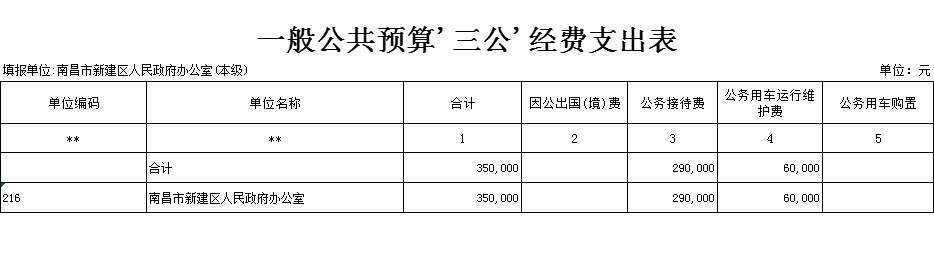 一般公共预算'三公'经费支出表
填报单位:南昌市新建区人民政府办公室(本级) 单位：元
单位编码 单位名称 合计 因公出国(境)费 公务接待费 公务用车运行维护费 公务用车购置
** ** 1 2 3 4 5
合计 350,000 290,000 60,000
216 南昌市新建区人民政府办公室 350,000 290,000 60,000